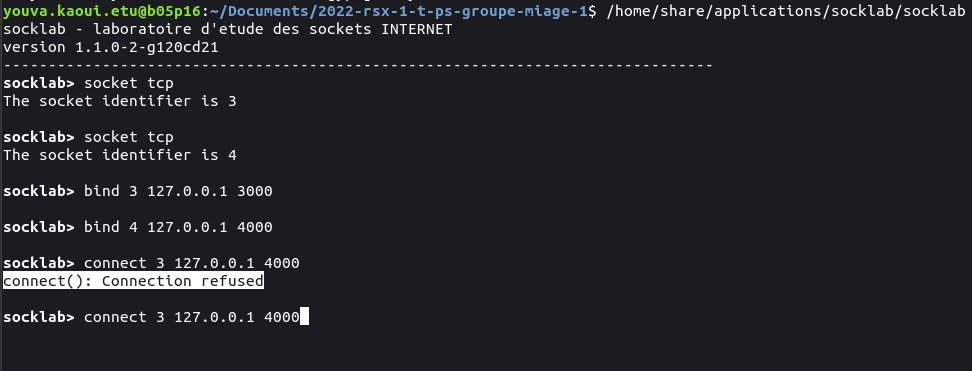 youva.kaoui.etu@b05p16:~/Documents/2022-rsx-1-t-ps-groupe-miage-1$ /home/share/applications/socklab/socklab
socklab - laboratoire d'etude des sockets INTERNET
version 1.1.0-2-g120cd21
-------------------------------------------------------------------------------
socklab> socket tcp
The socket identifier is 3
socklab> socket tcp
The socket identifier is 4
socklab> bind 3 127.0.0.1 3000
socklab> bind 4 127.0.0.1 4000
socklab> connect 3 127.0.0.1 4000
connect(): Connection refused
socklab> connect 3 127.0.0.1 4000